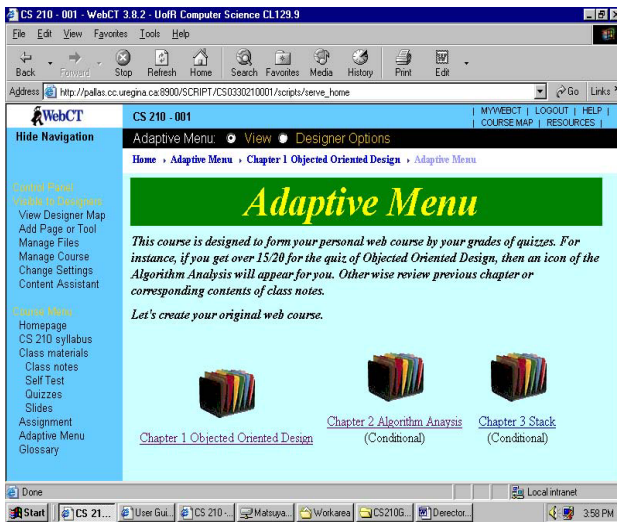 CS 210 - 001 - WebCT 3.8.2 - UofR Computer Science CL129.9
File Edit View Favorites Tools Help
Back Forward Stop Refresh Home Search Favorites Media History Print Edit
Address http://pallas.cc.uregina.ca:8900/SCRIPT/CS0330210001/scripts/serve_home Go Links
WebCT
CS 210 - 001
| MYWEBCT | LOGOUT | HELP |
| COURSE MAP | RESOURCES |
Hide Navigation
Adaptive Menu: View Designer Options
Home › Adaptive Menu › Chapter 1 Objected Oriented Design › Adaptive Menu
Control Panel
Visible to Designers
View Designer Map
Add Page or Tool
Manage Files
Manage Course
Change Settings
Content Assistant
Course Menu
Homepage
CS 210 syllabus
Class materials
Class notes
Self Test
Quizzes
Slides
Assignment
Adaptive Menu
Glossary
Adaptive Menu
This course is designed to form your personal web course by your grades of quizzes. For
instance, if you get over 15/20 for the quiz of Objected Oriented Design, then an icon of the
Algorithm Analysis will appear for you. Other wise review previous chapter or
corresponding contents of class notes.
Let's create your original web course.
Chapter 1 Objected Oriented Design
Chapter 2 Algorithm Anaysis
(Conditional)
Chapter 3 Stack
(Conditional)
Done
Local intranet
Start CS 21... User Gui... CS 210 -... Matsuya... Workarea CS210G... Derector... 3:58 PM